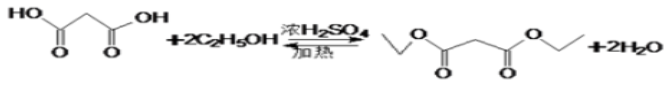 HO OH
O O +2C₂H₅OH 浓H₂SO₄ 加热 O O
O O +2H₂O